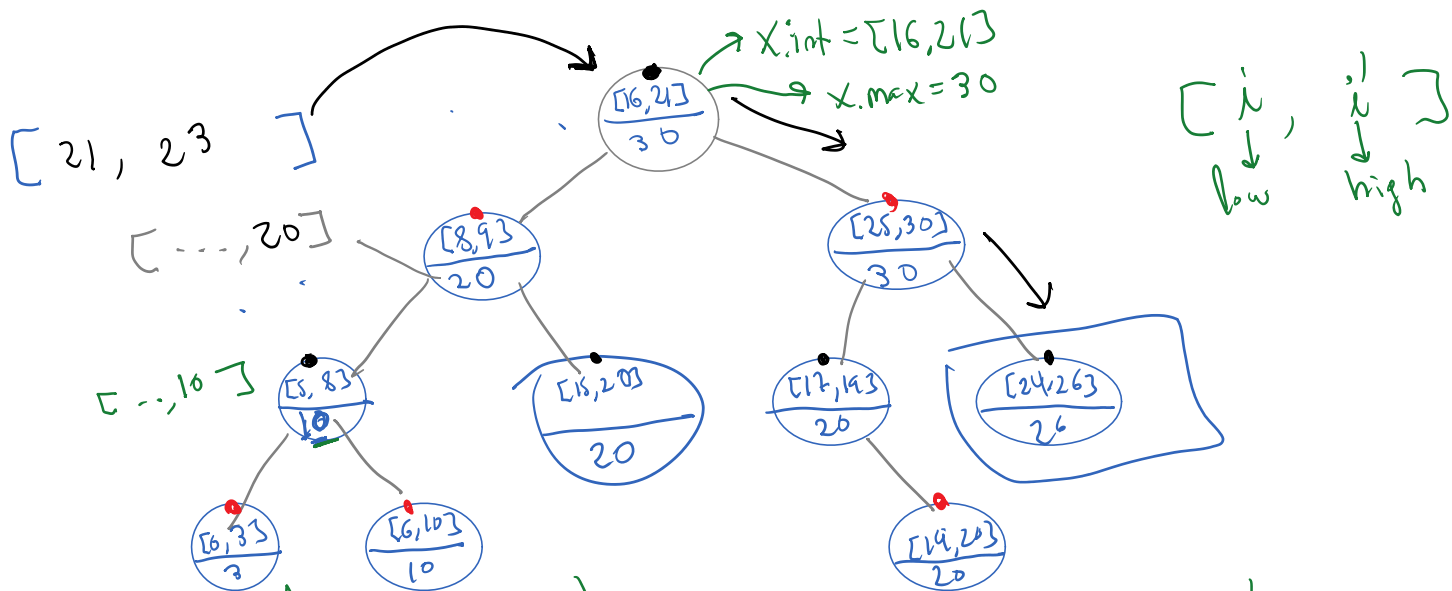 x.int = [16,21]
x.max = 30
[16,21]
30
[ i , i' ]
low high
[ 21 , 23 ]
[ ... , 20 ]
[8,9]
20
[25,30]
30
[ .. , 10 ]
[5,8]
10
[15,20]
20
[17,19]
20
[24,26]
26
[0,3]
3
[6,10]
10
[19,20]
20